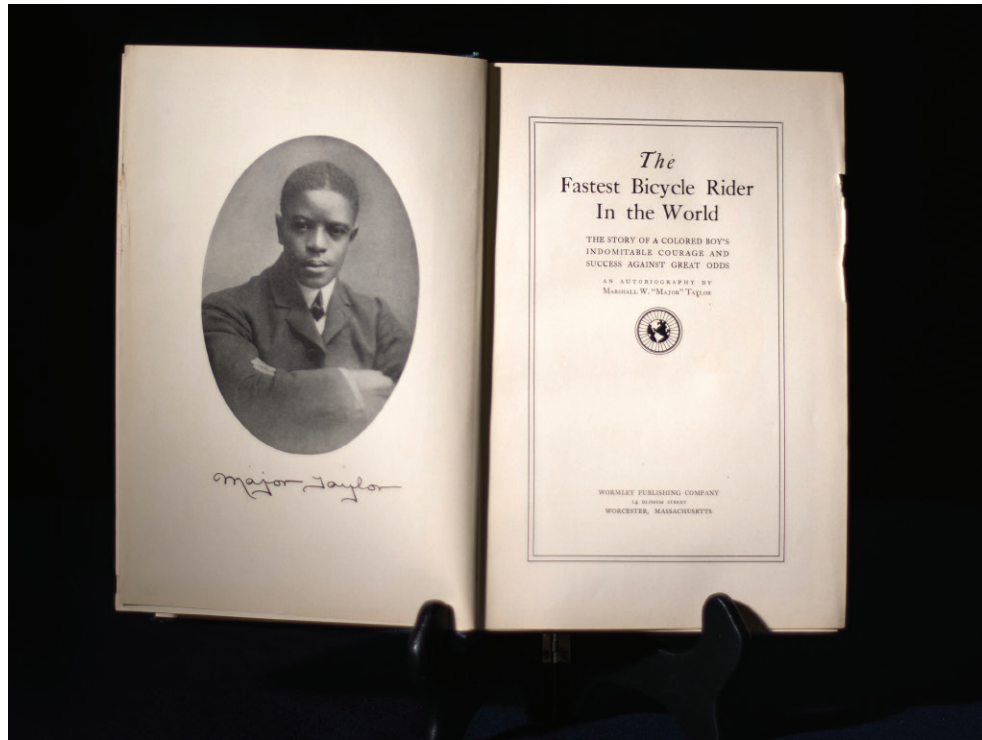 Major Taylor
The
Fastest Bicycle Rider
In the World
THE STORY OF A COLORED BOY'S
INDOMITABLE COURAGE AND
SUCCESS AGAINST GREAT ODDS
AN AUTOBIOGRAPHY BY
MARSHALL W. "MAJOR" TAYLOR
WORMLEY PUBLISHING COMPANY
STREET
WORCESTER, MASSACHUSETTS